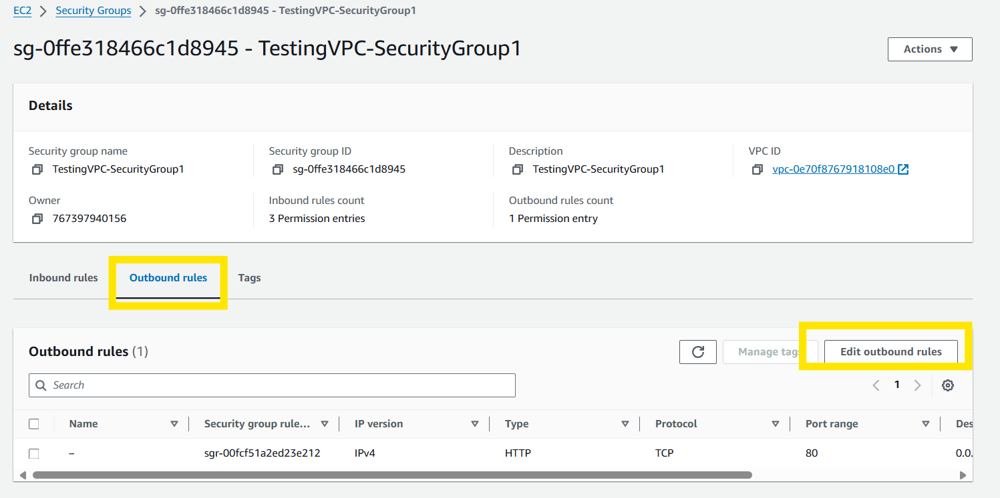 EC2 > Security Groups > sg-0ffe318466c1d8945 - TestingVPC-SecurityGroup1
sg-0ffe318466c1d8945 - TestingVPC-SecurityGroup1
Actions
Details
Security group name Security group ID Description VPC ID
TestingVPC-SecurityGroup1 sg-0ffe318466c1d8945 TestingVPC-SecurityGroup1 vpc-0e70f8767918108e0
Owner Inbound rules count Outbound rules count
767397940156 3 Permission entries 1 Permission entry
Inbound rules Outbound rules Tags
Outbound rules (1) Manage tag Edit outbound rules
Search 1
Name Security group rule... IP version Type Protocol Port range Des
– sgr-00fcf51a2ed23e212 IPv4 HTTP TCP 80 0.0.